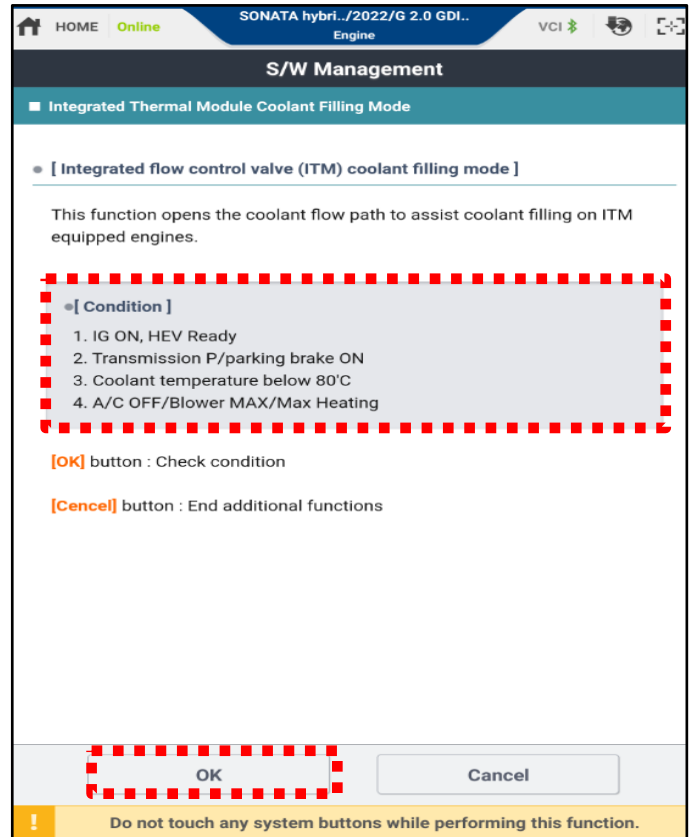 HOME Online SONATA hybri../2022/G 2.0 GDI.. VCI
Engine
S/W Management
Integrated Thermal Module Coolant Filling Mode
[ Integrated flow control valve (ITM) coolant filling mode ]
This function opens the coolant flow path to assist coolant filling on ITM
equipped engines.
[ Condition ]
1. IG ON, HEV Ready
2. Transmission P/parking brake ON
3. Coolant temperature below 80'C
4. A/C OFF/Blower MAX/Max Heating
[OK] button : Check condition
[Cencel] button : End additional functions
OK Cancel
! Do not touch any system buttons while performing this function.